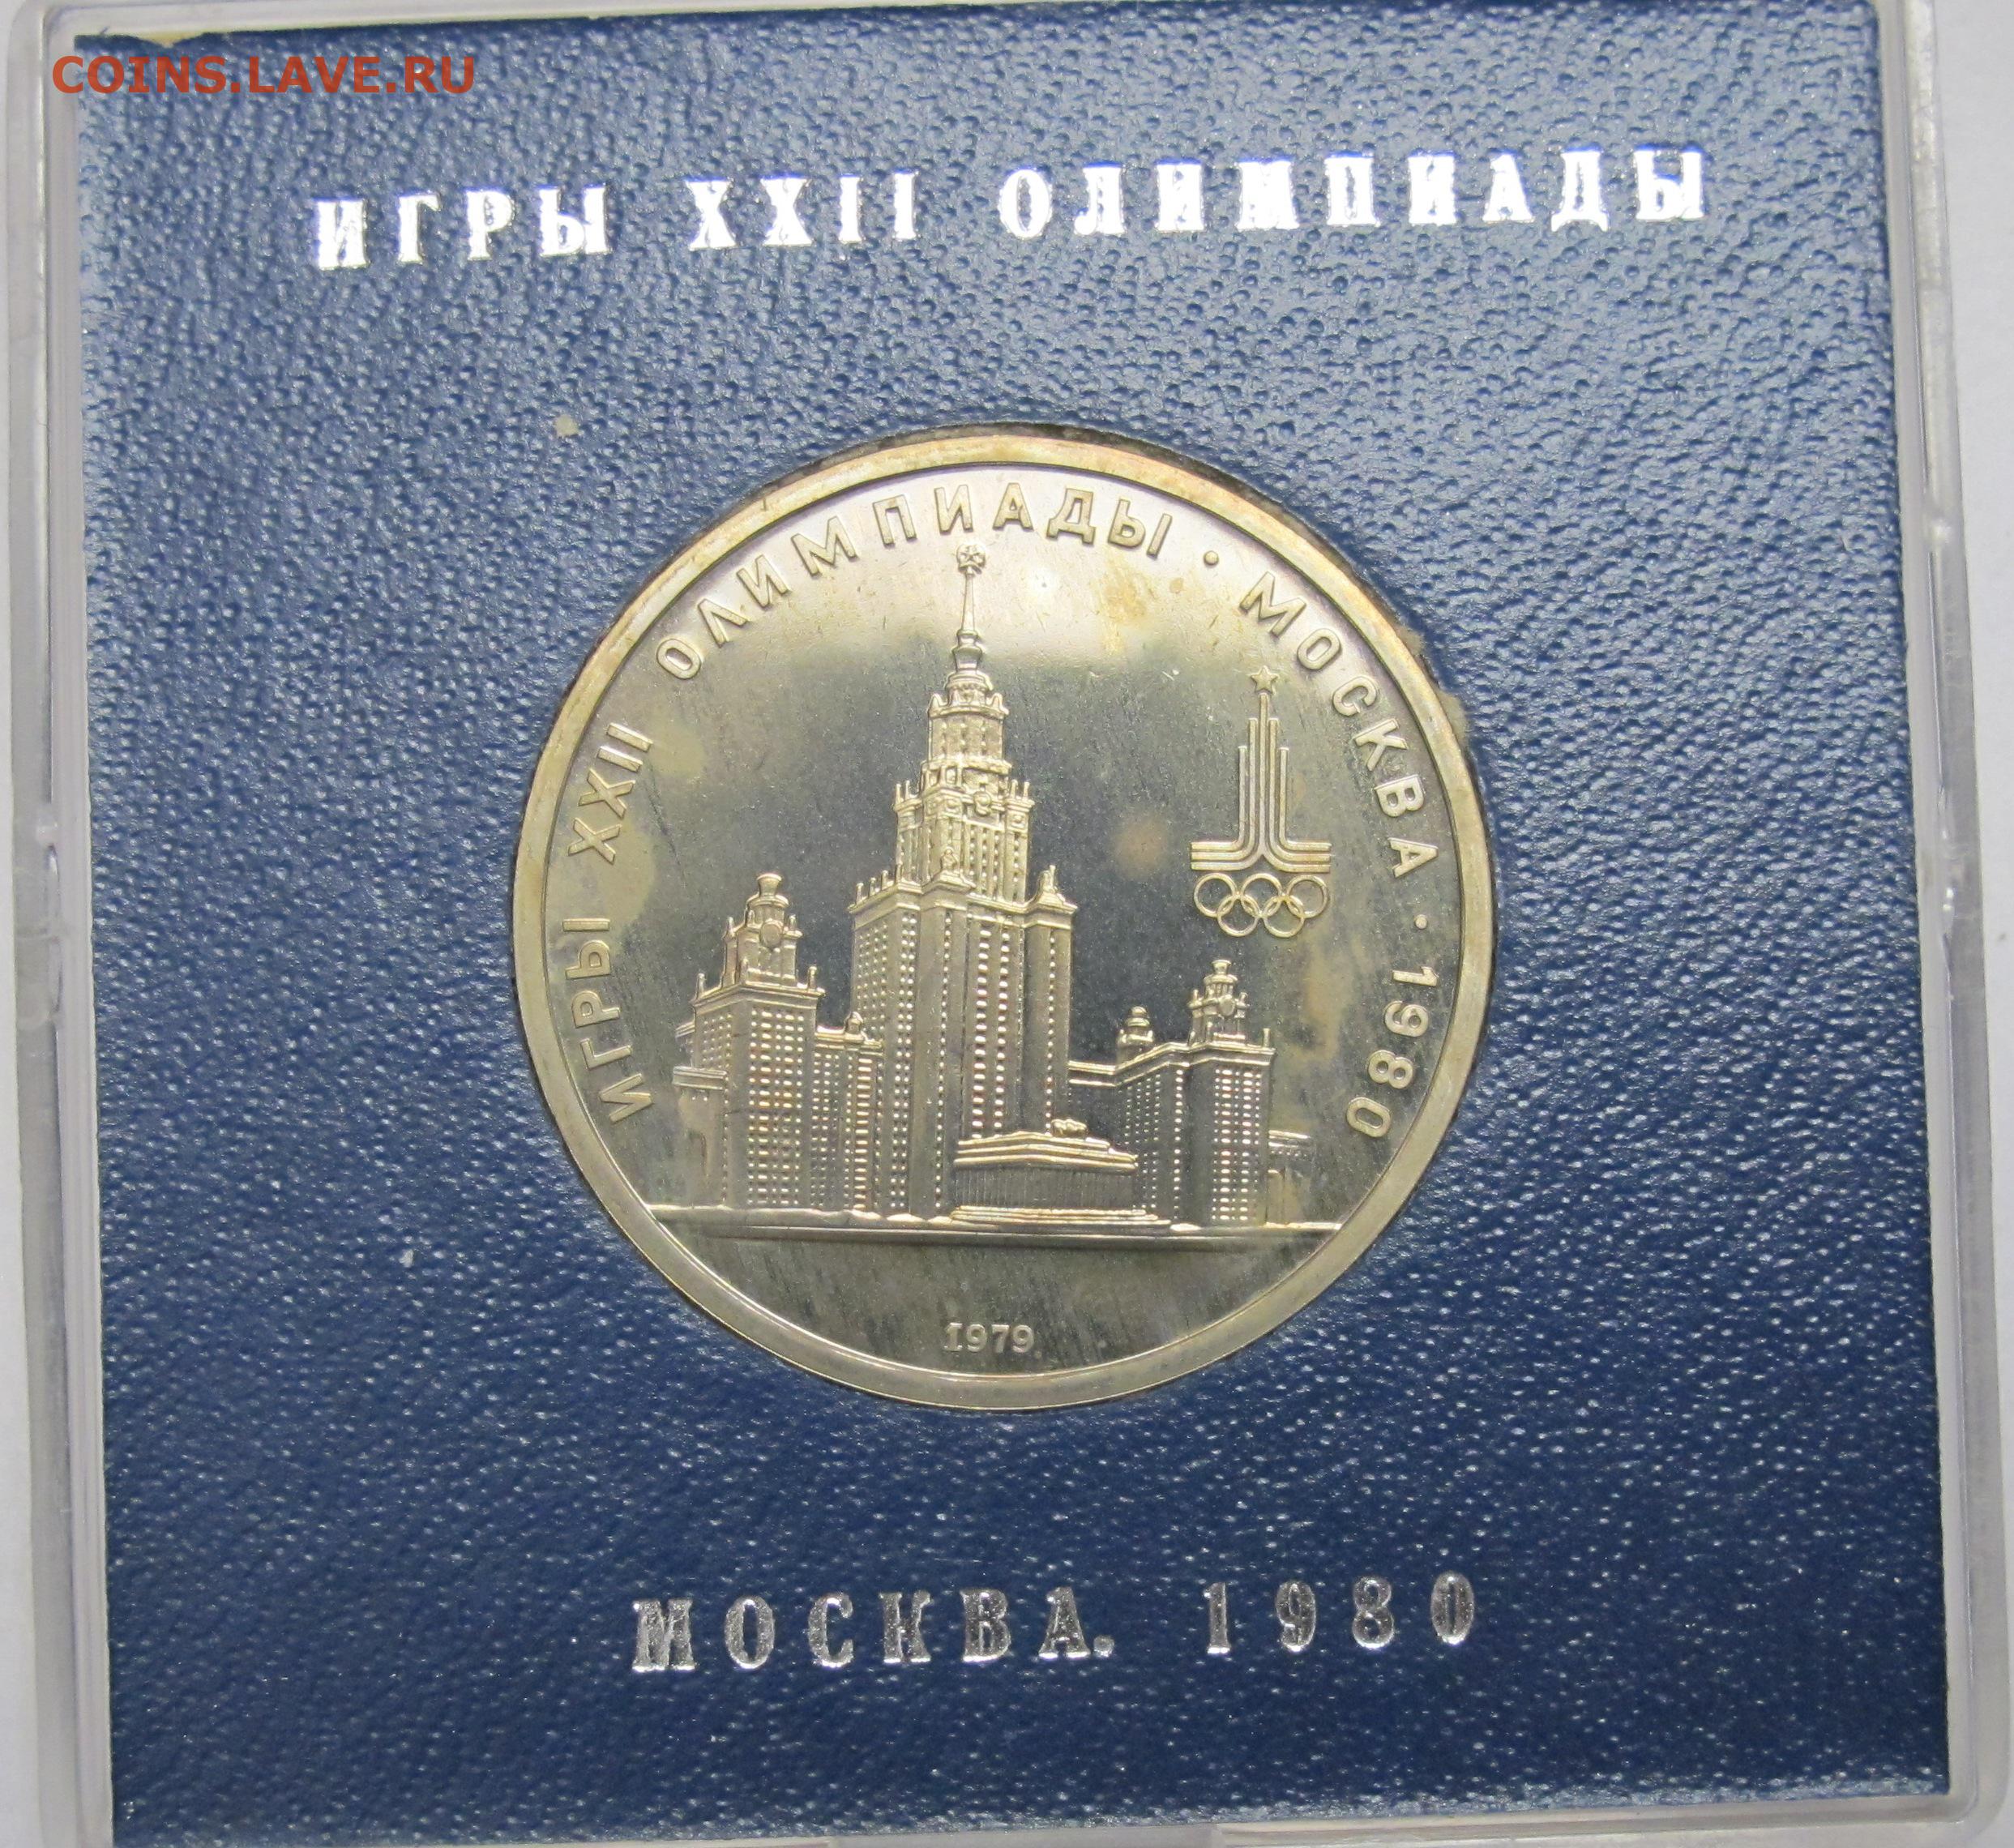 COINS.LAVE.RU
ИГРЫ XXII ОЛИМПИАДЫ
ИГРЫ XXII ОЛИМПИАДЫ · МОСКВА · 1980
1979
МОСКВА. 1980